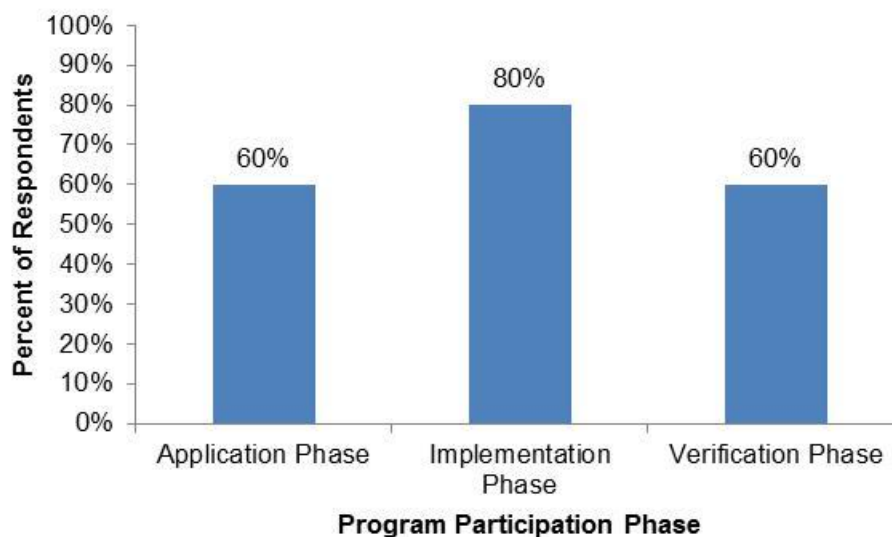 Percent of Respondents
100%
90%
80%
70%
60%
50%
40%
30%
20%
10%
0%
60%
80%
60%
Application Phase
Implementation
Phase
Verification Phase
Program Participation Phase